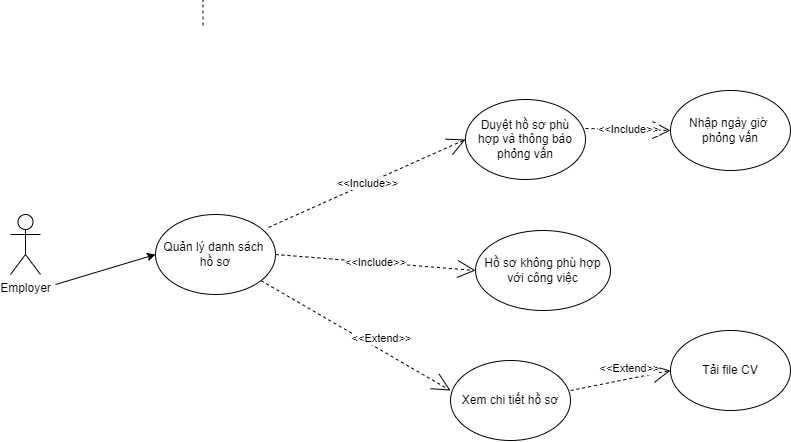 Duyệt hồ sơ phù
hợp và thông báo
phỏng vấn
<<Include>>
Nhập ngày giờ
phỏng vấn
<<Include>>
Employer
Quản lý danh sách
hồ sơ
<<Include>>
Hồ sơ không phù hợp
với công việc
<<Extend>>
Xem chi tiết hồ sơ
<<Extend>>
Tải file CV